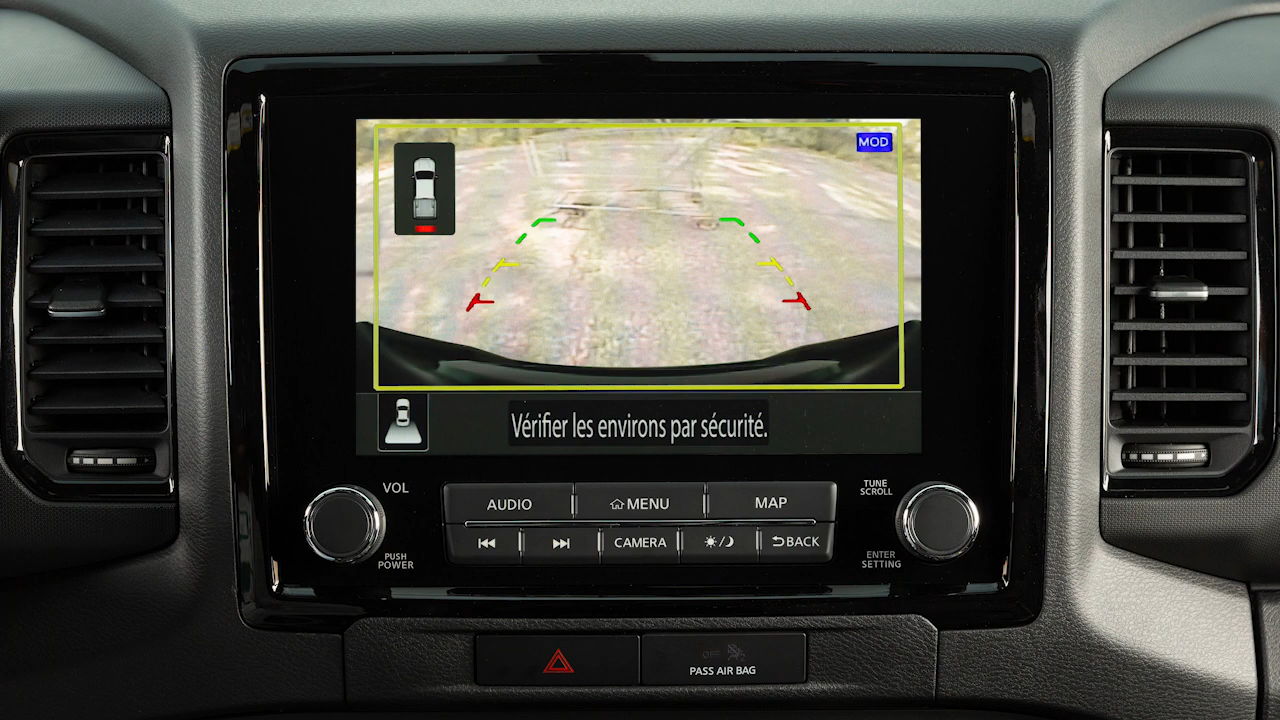 MOD
Vérifier les environs par sécurité.
VOL
TUNE
SCROLL
AUDIO
MENU
MAP
CAMERA
BACK
PUSH
POWER
ENTER
SETTING
OFF
PASS AIR BAG